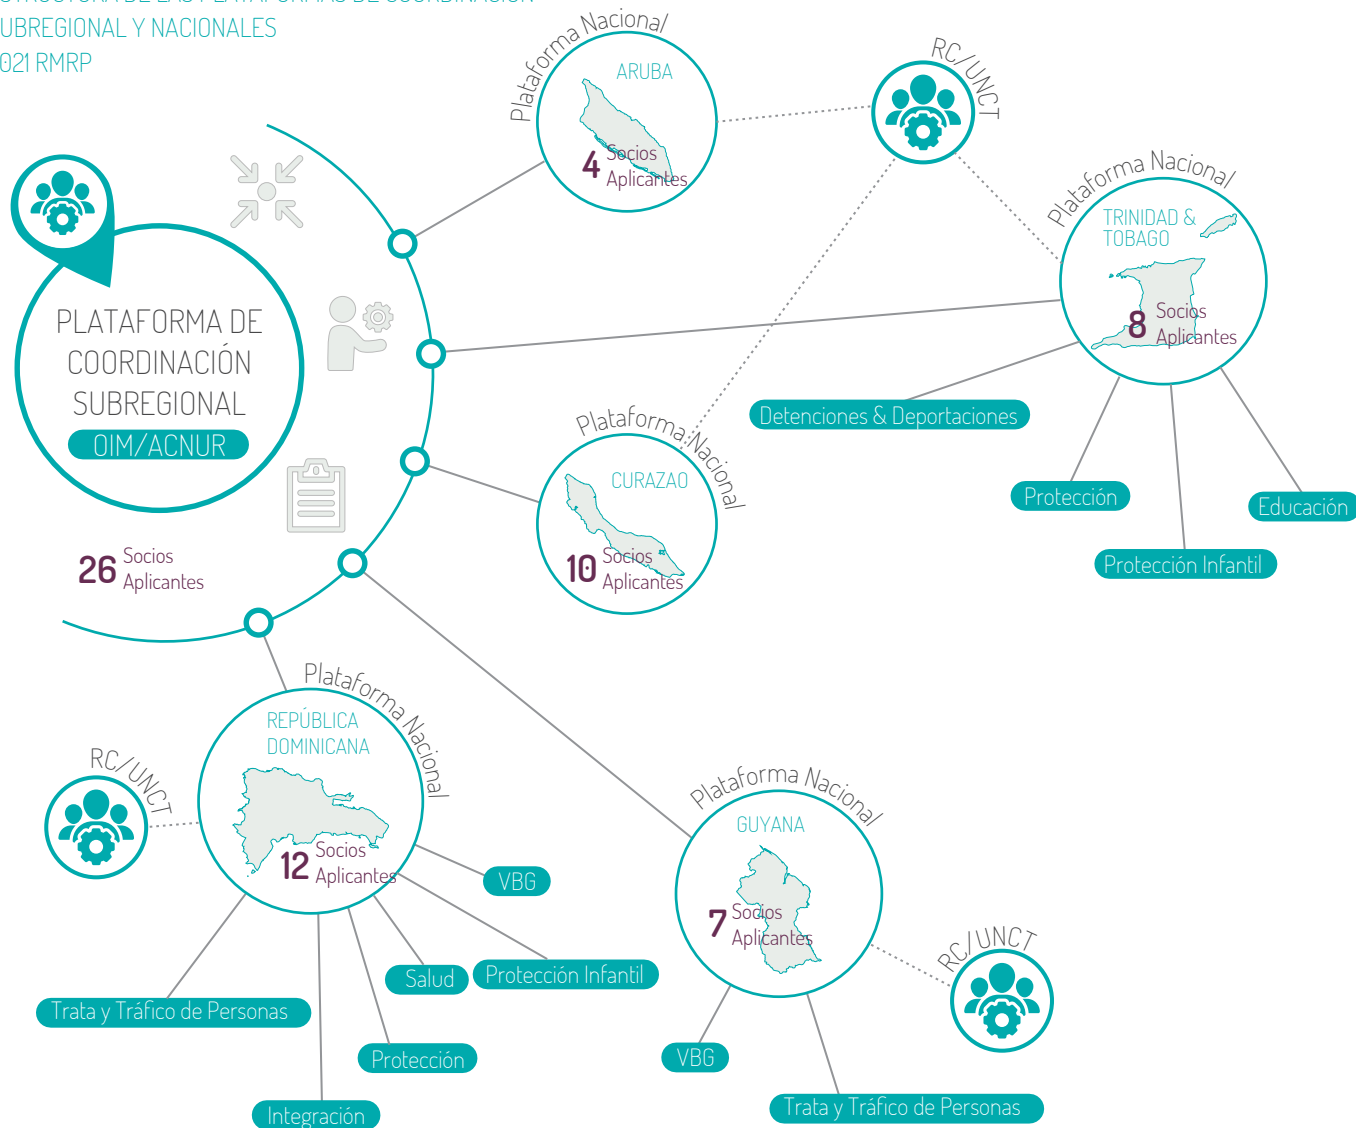 UBREGIONAL Y NACIONALES
021 RMRP
Plataforma Nacional
ARUBA
4 Socios
Aplicantes
RC/UNCT
Plataforma Nacional
TRINIDAD &
TOBAGO
8 Socios
Aplicantes
PLATAFORMA DE
COORDINACIÓN
SUBREGIONAL
OIM/ACNUR
26 Socios
Aplicantes
Plataforma Nacional
CURAZAO
10 Socios
Aplicantes
Detenciones & Deportaciones
Protección
Educación
Protección Infantil
Plataforma Nacional
REPÚBLICA
DOMINICANA
12 Socios
Aplicantes
RC/UNCT
VBG
Salud
Protección Infantil
Trata y Tráfico de Personas
Protección
Integración
Plataforma Nacional
GUYANA
7 Socios
Aplicantes
RC/UNCT
VBG
Trata y Tráfico de Personas